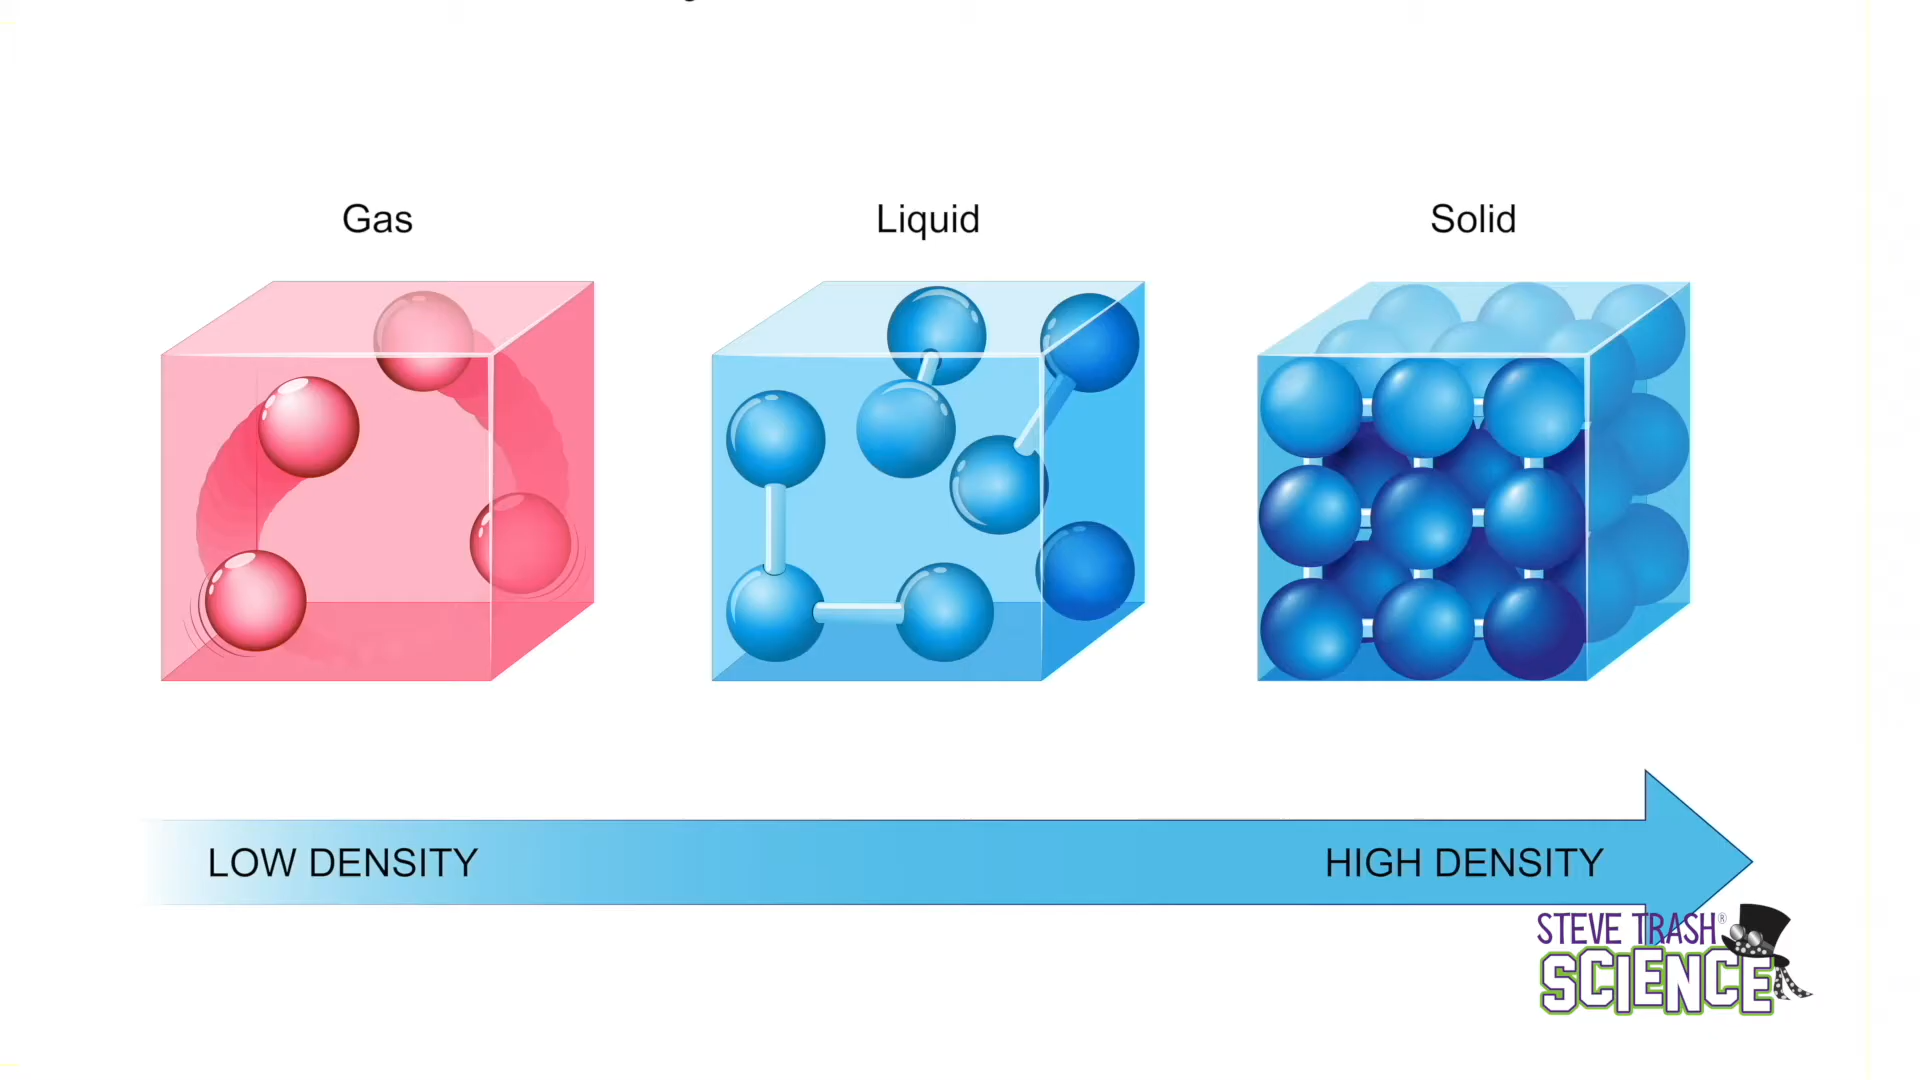 Gas
Liquid
Solid
LOW DENSITY
HIGH DENSITY
STEVE TRASH®
SCIENCE